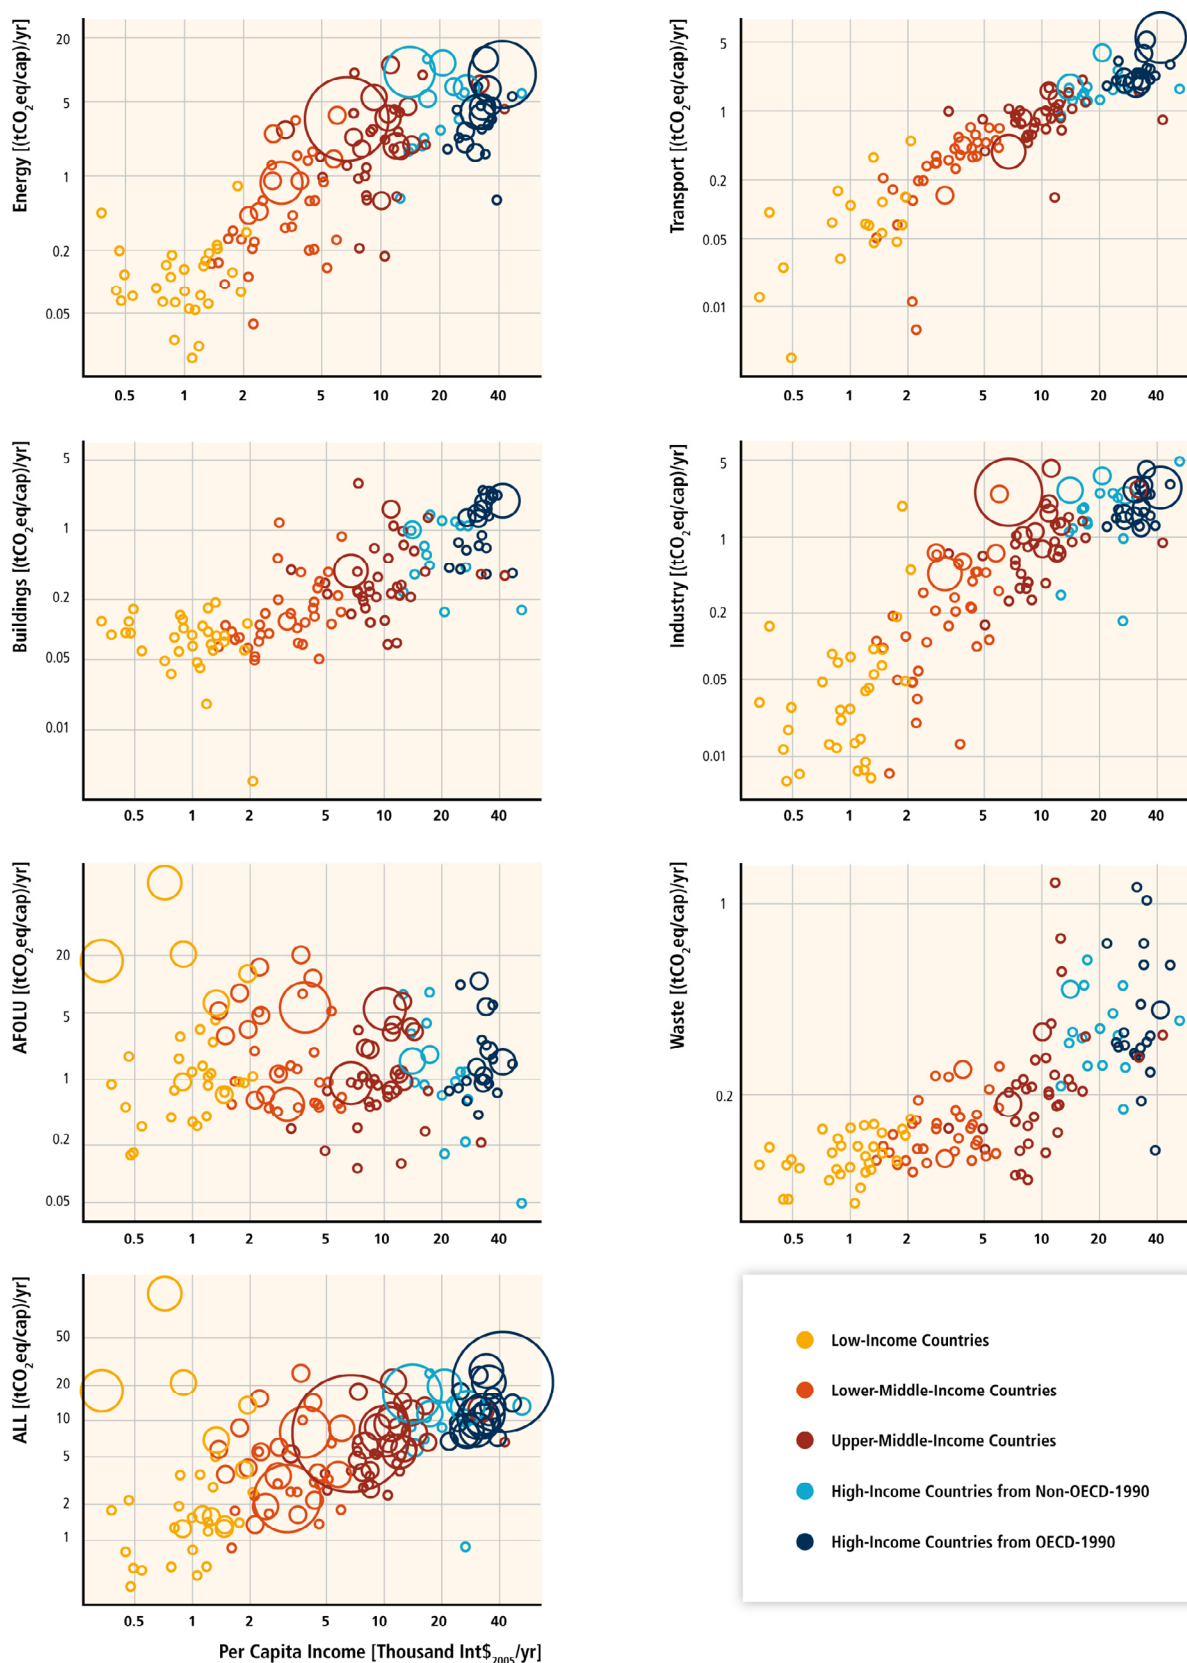 Energy [(tCO2eq/cap)/yr]
20
5
1
0.2
0.05
0.5 1 2 5 10 20 40
Transport [(tCO2eq/cap)/yr]
5
1
0.2
0.05
0.01
0.5 1 2 5 10 20 40
Buildings [(tCO2eq/cap)/yr]
5
1
0.2
0.05
0.01
0.5 1 2 5 10 20 40
Industry [(tCO2eq/cap)/yr]
5
1
0.2
0.05
0.01
0.5 1 2 5 10 20 40
AFOLU [(tCO2eq/cap)/yr]
20
5
1
0.2
0.05
0.5 1 2 5 10 20 40
Waste [(tCO2eq/cap)/yr]
1
0.2
0.5 1 2 5 10 20 40
ALL [(tCO2eq/cap)/yr]
50
20
10
5
2
1
0.5 1 2 5 10 20 40
Per Capita Income [Thousand Int$2005/yr]
Low-Income Countries
Lower-Middle-Income Countries
Upper-Middle-Income Countries
High-Income Countries from Non-OECD-1990
High-Income Countries from OECD-1990